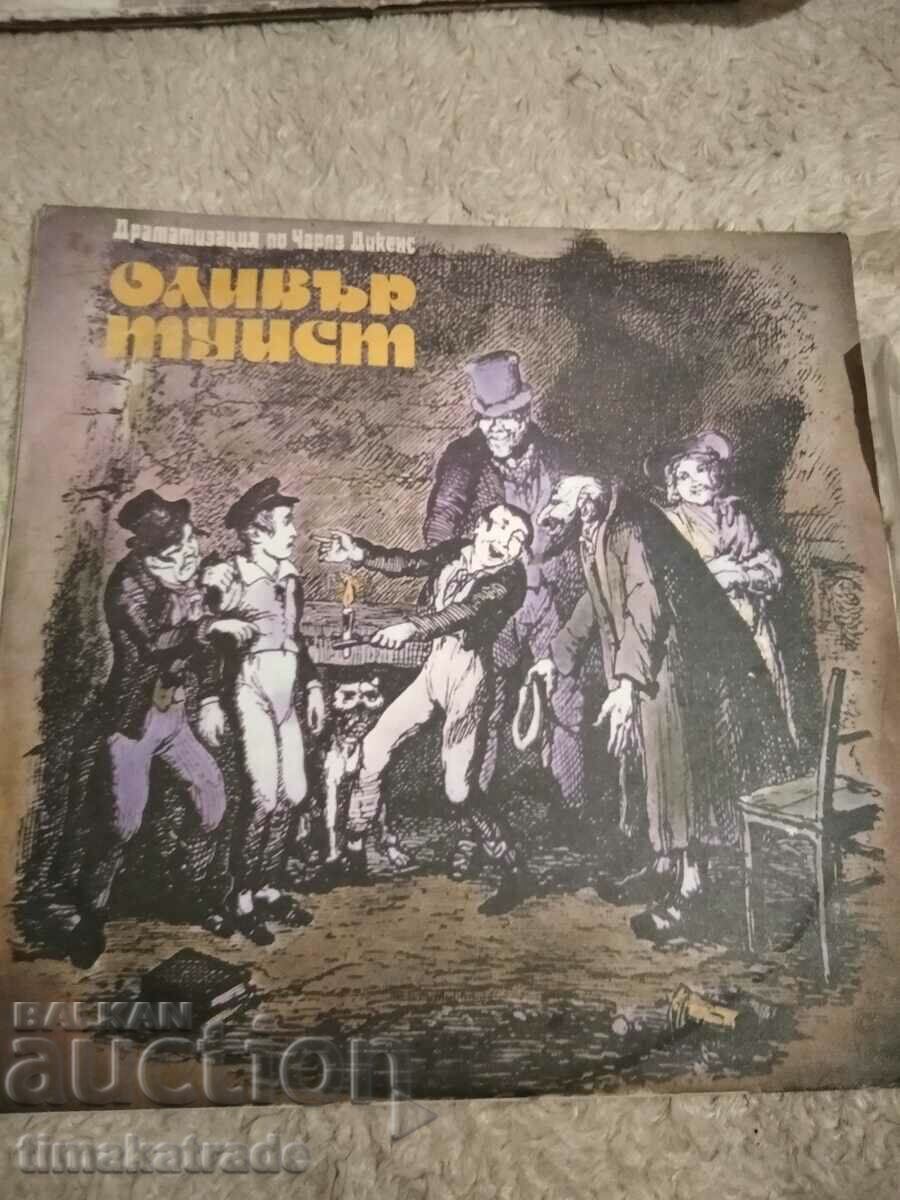 Драматизация по Чарлз Дикенс
Оливър
Туист
BALKAN
auction
timakatrade